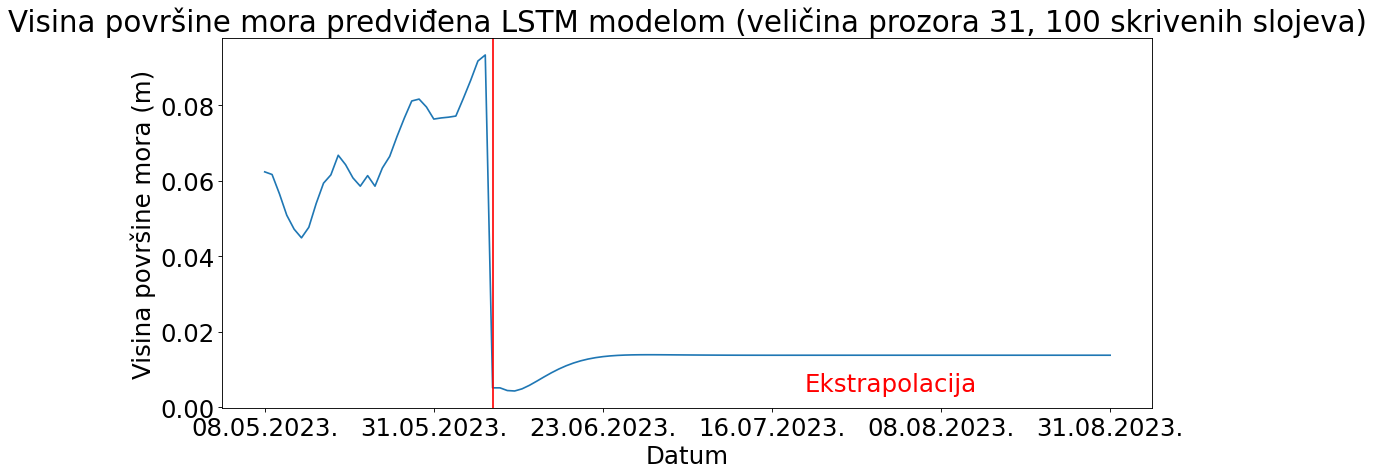 Visina površine mora predviđena LSTM modelom (veličina prozora 31, 100 skrivenih slojeva)
Visina površine mora (m)
0.08
0.06
0.04
0.02
0.00
Ekstrapolacija
08.05.2023. 31.05.2023. 23.06.2023. 16.07.2023. 08.08.2023. 31.08.2023.
Datum